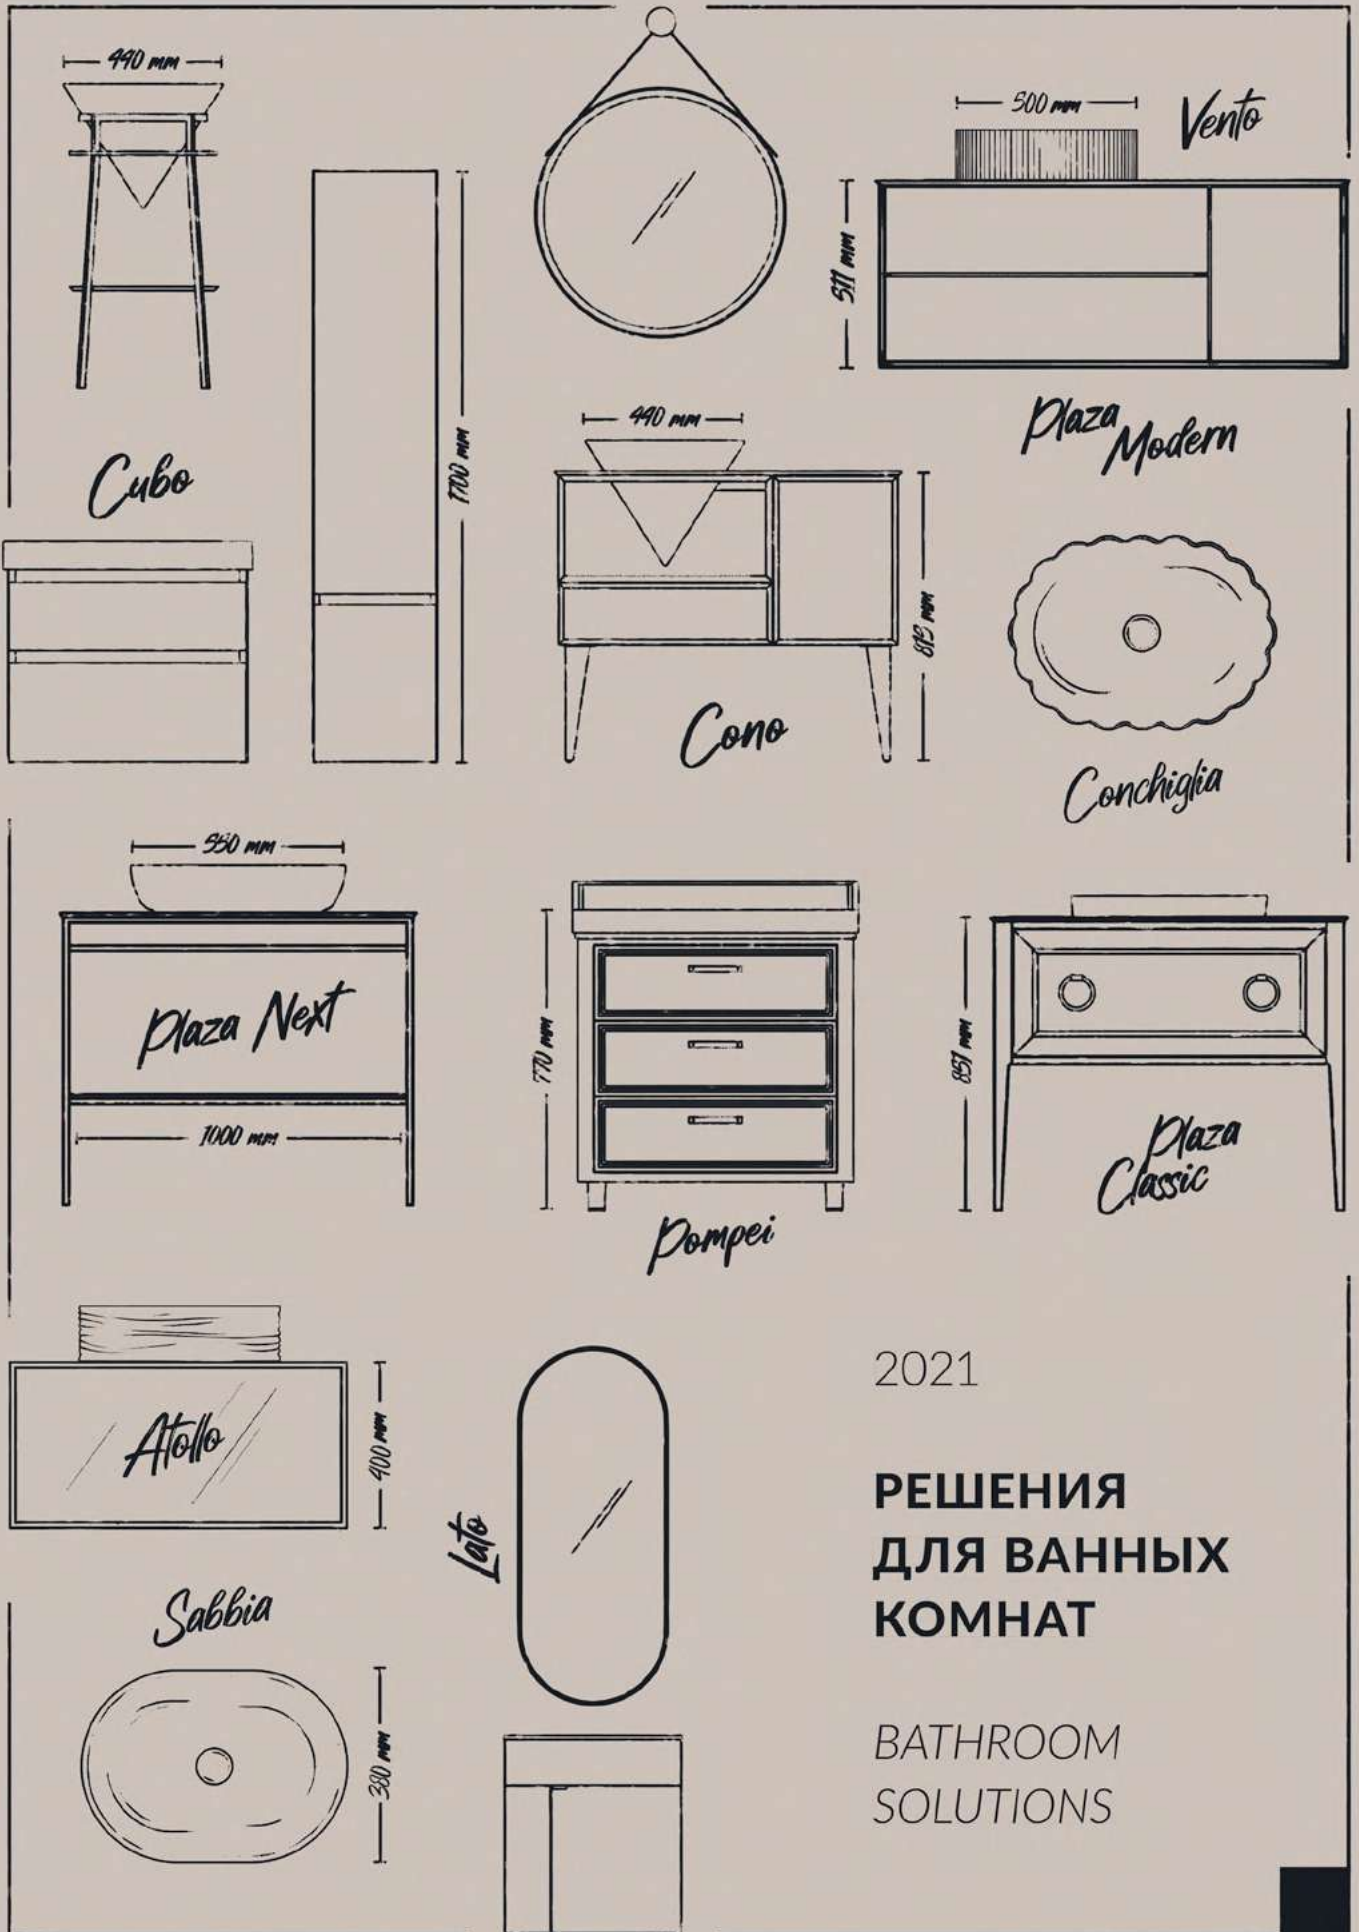 440 mm
500 mm
Vento
511 mm
Plaza
Modern
440 mm
1700 mm
Cubo
815 mm
Cono
Conchiglia
550 mm
Plaza Next
1000 mm
770 mm
Pompei
857 mm
Plaza
Classic
Atollo
400 mm
Lato
Sabbia
380 mm
2021
РЕШЕНИЯ
ДЛЯ ВАННЫХ
КОМНАТ
BATHROOM
SOLUTIONS